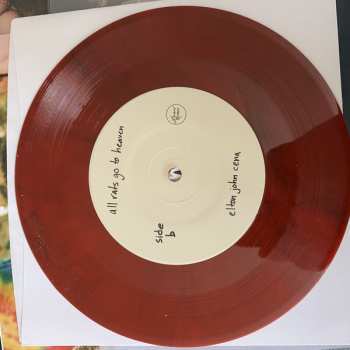 all rats go to heaven
side
b
elton john cena